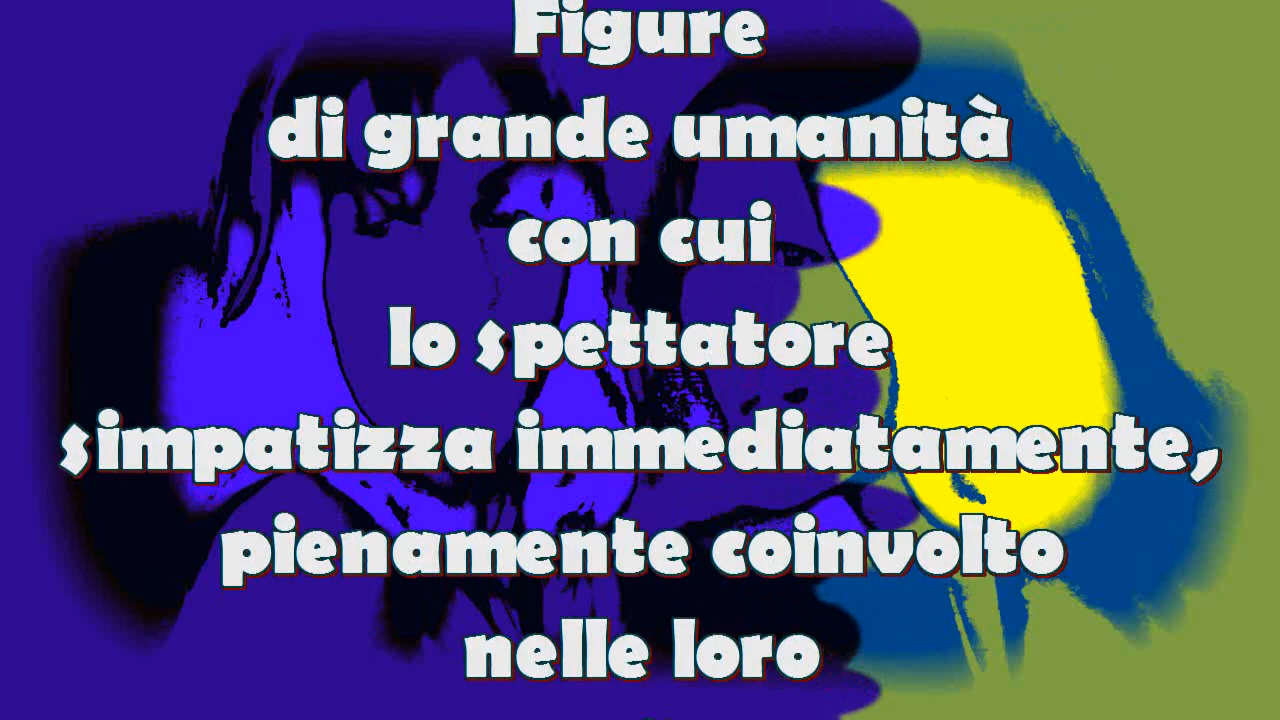 Figure
di grande umanità
con cui
lo spettatore
simpatizza immediatamente,
pienamente coinvolto
nelle loro